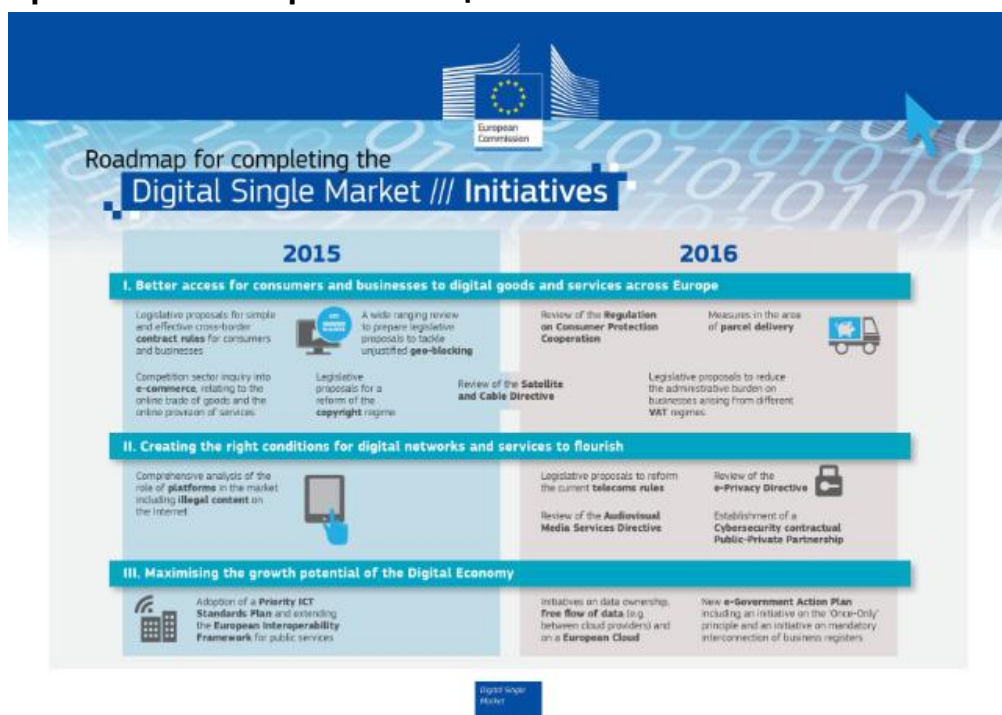 European
Commission
Roadmap for completing the
Digital Single Market /// Initiatives
2015
2016
I. Better access for consumers and businesses to digital goods and services across Europe
Legislative proposals for simple
and effective cross-border
contract rules for consumers
and businesses
A wide ranging review
to prepare legislative
proposals to tackle
unjustified geo-blocking
Review of the Regulation
on Consumer Protection
Cooperation
Measures in the area
of parcel delivery
Competition sector inquiry into
e-commerce, relating to the
online trade of goods and the
online provision of services
Legislative
proposals for a
reform of the
copyright regime
Review of the Satellite
and Cable Directive
Legislative proposals to reduce
the administrative burden on
businesses arising from different
VAT regimes
II. Creating the right conditions for digital networks and services to flourish
Comprehensive analysis of the
role of platforms in the market
including illegal content on
the Internet
Legislative proposals to reform
the current telecoms rules
Review of the
e-Privacy Directive
Review of the Audiovisual
Media Services Directive
Establishment of a
Cybersecurity contractual
Public-Private Partnership
III. Maximising the growth potential of the Digital Economy
Adoption of a Priority ICT
Standards Plan and extending
the European Interoperability
Framework for public services
Initiatives on data ownership,
free flow of data (e.g.
between cloud providers) and
on a European Cloud
New e-Government Action Plan
including an initiative on the 'Once-Only'
principle and an initiative on mandatory
interconnection of business registers
Digital Single
Market